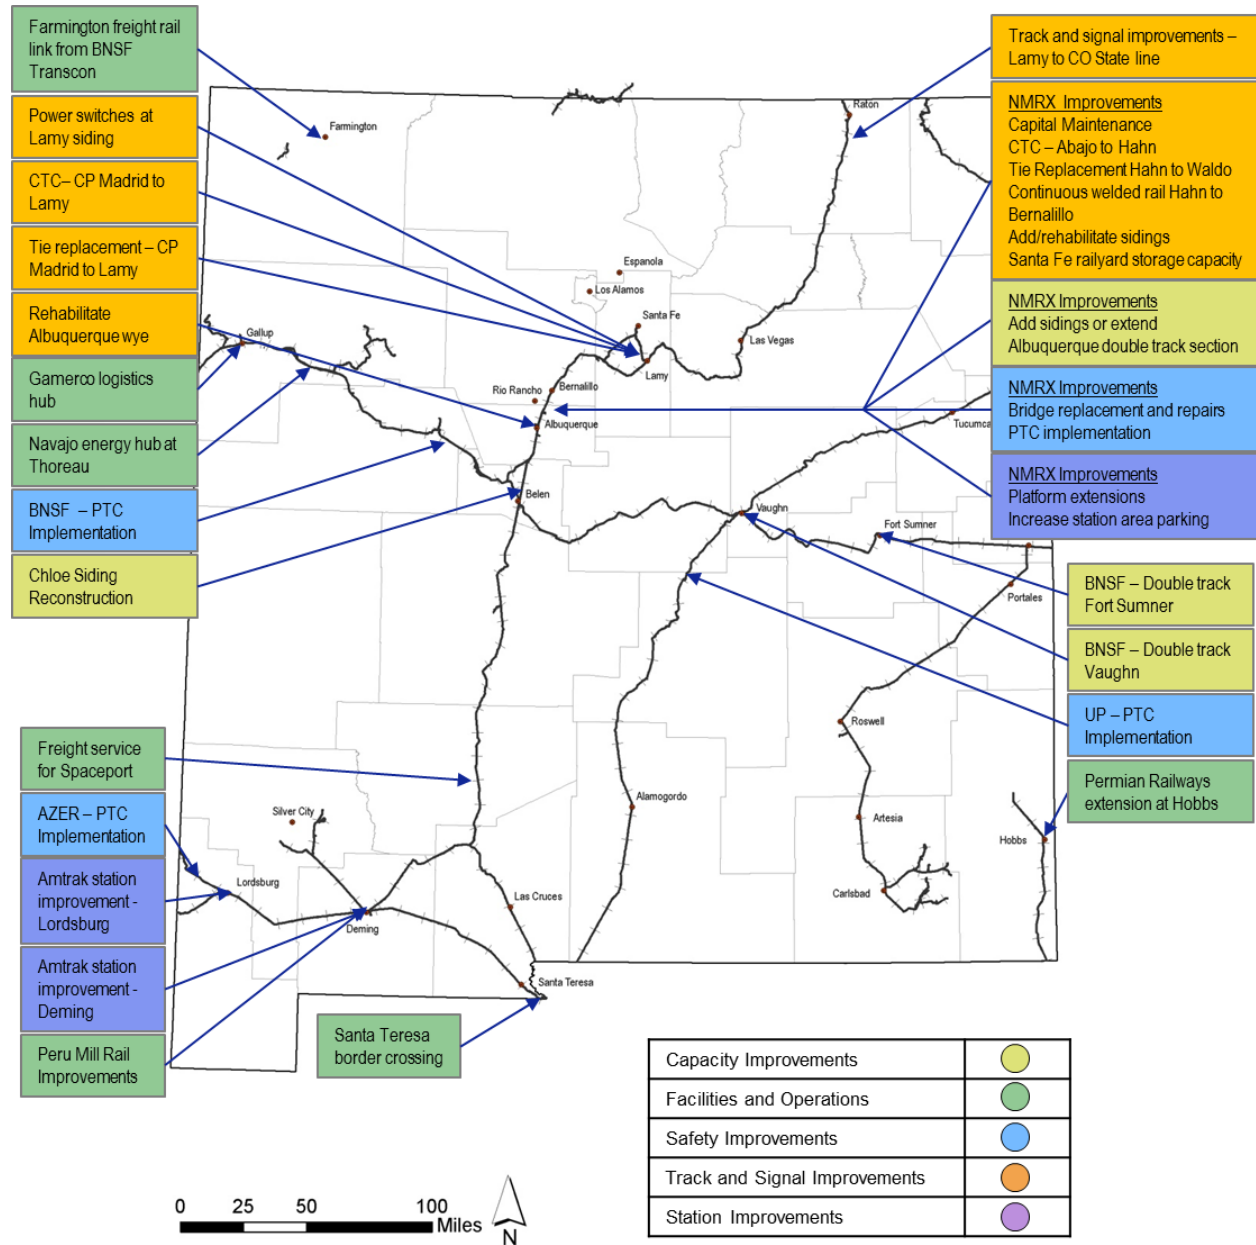 Farmington freight rail
link from BNSF
Transcon
Power switches at
Lamy siding
CTC– CP Madrid to
Lamy
Tie replacement – CP
Madrid to Lamy
Rehabilitate
Albuquerque wye
Gamerco logistics
hub
Navajo energy hub at
Thoreau
BNSF – PTC
Implementation
Chloe Siding
Reconstruction
Freight service
for Spaceport
AZER – PTC
Implementation
Amtrak station
improvement -
Lordsburg
Amtrak station
improvement -
Deming
Peru Mill Rail
Improvements
Santa Teresa
border crossing
Track and signal improvements –
Lamy to CO State line
NMRX Improvements
Capital Maintenance
CTC – Abajo to Hahn
Tie Replacement Hahn to Waldo
Continuous welded rail Hahn to
Bernalillo
Add/rehabilitate sidings
Santa Fe railyard storage capacity
NMRX Improvements
Add sidings or extend
Albuquerque double track section
NMRX Improvements
Bridge replacement and repairs
PTC implementation
NMRX Improvements
Platform extensions
Increase station area parking
BNSF – Double track
Fort Sumner
BNSF – Double track
Vaughn
UP – PTC
Implementation
Permian Railways
extension at Hobbs
Farmington
Raton
Espanola
Los Alamos
Santa Fe
Las Vegas
Lamy
Gallup
Rio Rancho
Bernalillo
Albuquerque
Tucumca
Belen
Vaughn
Fort Sumner
Portales
Roswell
Alamogordo
Artesia
Hobbs
Carlsbad
Silver City
Lordsburg
Deming
Las Cruces
Santa Teresa
Capacity Improvements
Facilities and Operations
Safety Improvements
Track and Signal Improvements
Station Improvements
0 25 50 100
Miles
N